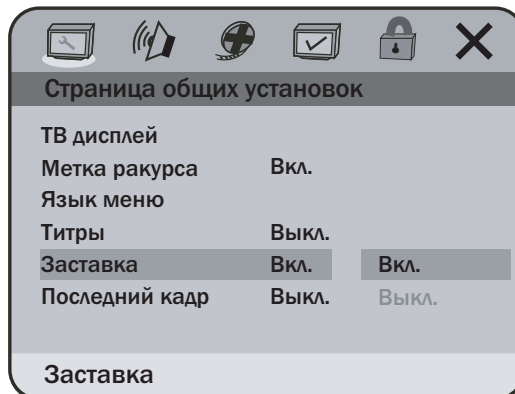 Страница общих установок
ТВ дисплей
Метка ракурса Вкл.
Язык меню
Титры Выкл.
Заставка Вкл. Вкл.
Последний кадр Выкл. Выкл.
Заставка